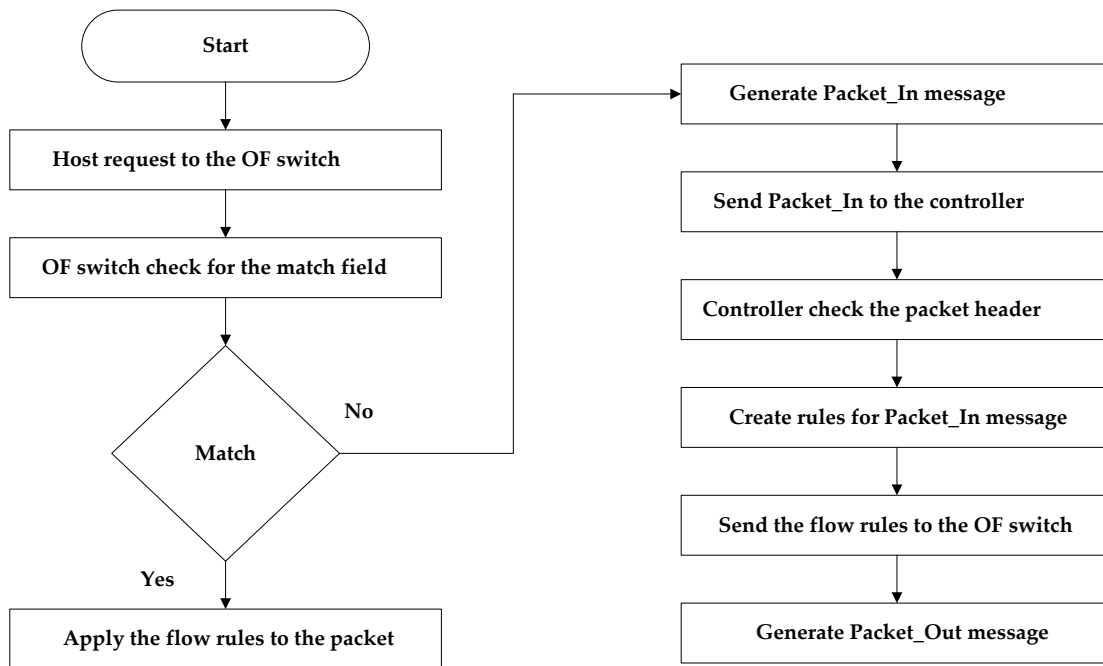 Start
Host request to the OF switch
OF switch check for the match field
Match
No
Yes
Apply the flow rules to the packet
Generate Packet_In message
Send Packet_In to the controller
Controller check the packet header
Create rules for Packet_In message
Send the flow rules to the OF switch
Generate Packet_Out message